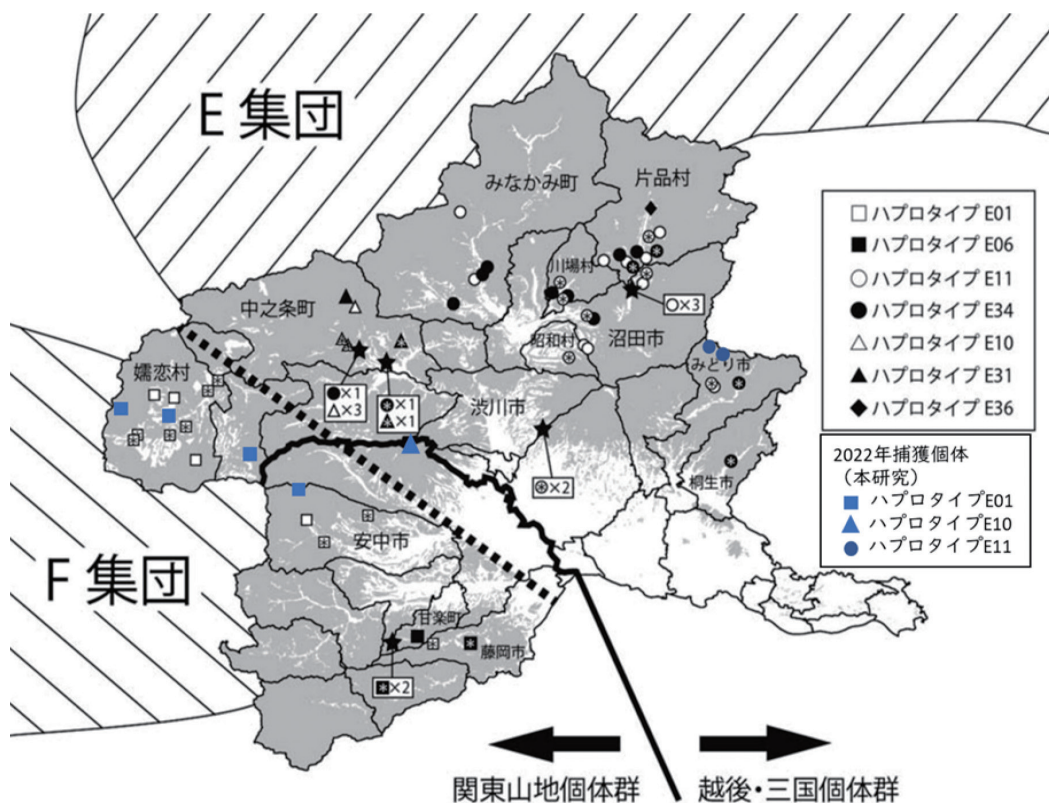 E 集団
みなかみ町
片品村
川場村
中之条町
昭和村
沼田市
みどり市
嬬恋村
渋川市
桐生市
安中市
F 集団
甘楽町
藤岡市
○×3
●×1
△×3
×1
×1
×2
×2
ハプロタイプ E01
ハプロタイプ E06
ハプロタイプ E11
ハプロタイプ E34
ハプロタイプ E10
ハプロタイプ E31
ハプロタイプ E36
2022年捕獲個体
（本研究）
ハプロタイプE01
ハプロタイプE10
ハプロタイプE11
関東山地個体群
越後・三国個体群